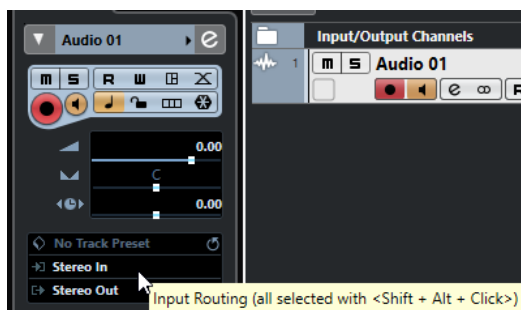 Audio 01
e
m S R W
0.00
C
0.00
No Track Preset
Stereo In
Stereo Out
Input/Output Channels
1 m S Audio 01
e R
Input Routing (all selected with <Shift + Alt + Click>)